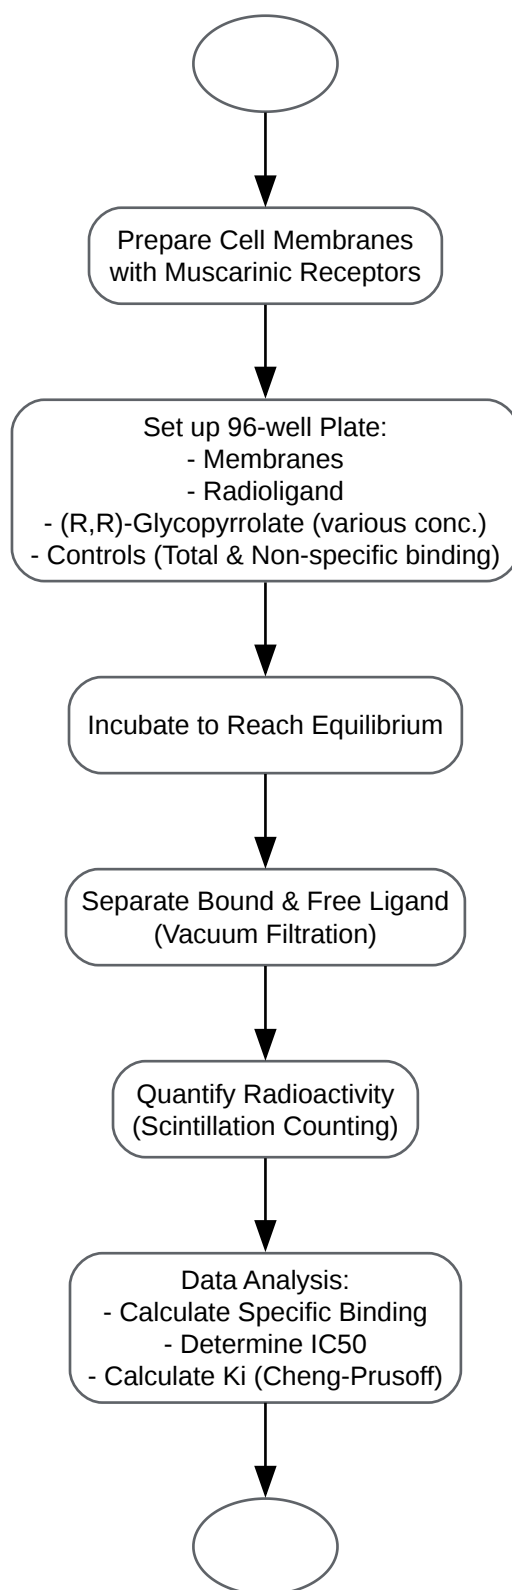 Prepare Cell Membranes
with Muscarinic Receptors
Set up 96-well Plate:
- Membranes
- Radioligand
- (R,R)-Glycopyrrolate (various conc.)
- Controls (Total & Non-specific binding)
Incubate to Reach Equilibrium
Separate Bound & Free Ligand
(Vacuum Filtration)
Quantify Radioactivity
(Scintillation Counting)
Data Analysis:
- Calculate Specific Binding
- Determine IC50
- Calculate Ki (Cheng-Prusoff)